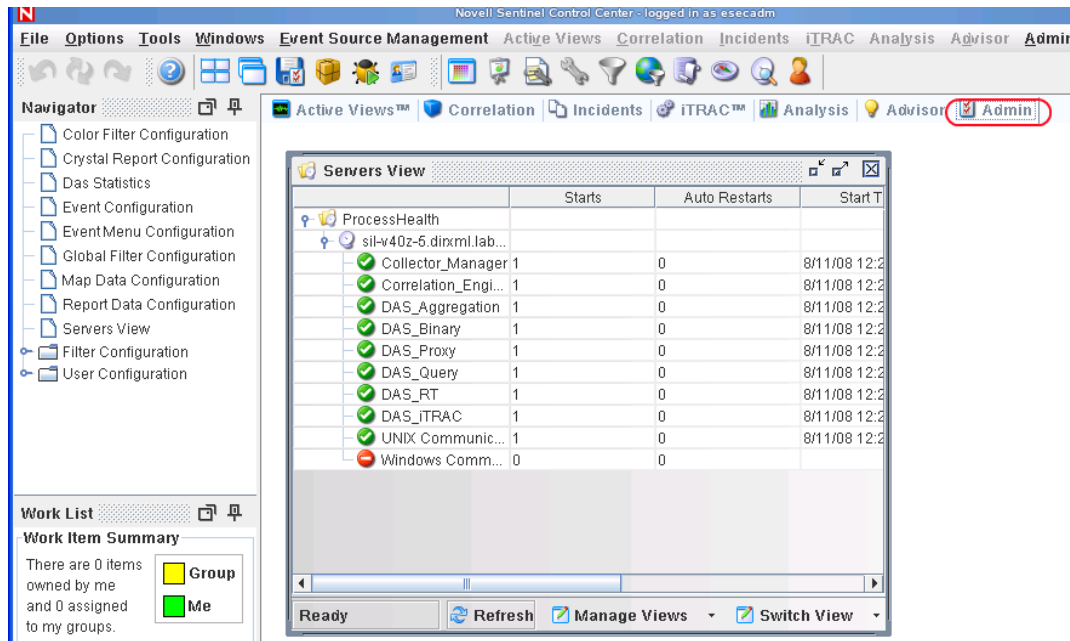 N
Novell Sentinel Control Center - logged in as esecadm
File Options Tools Windows Event Source Management Active Views Correlation Incidents iTRAC Analysis Advisor Admin
Navigator
Active Views™ Correlation Incidents iTRAC™ Analysis Advisor Admin
Color Filter Configuration
Crystal Report Configuration
Das Statistics
Event Configuration
Event Menu Configuration
Global Filter Configuration
Map Data Configuration
Report Data Configuration
Servers View
Filter Configuration
User Configuration
Servers View
Starts Auto Restarts Start T
ProcessHealth
sil-v40z-5.dirxml.lab...
Collector_Manager 1 0 8/11/08 12:2
Correlation_Engi... 1 0 8/11/08 12:2
DAS_Aggregation 1 0 8/11/08 12:2
DAS_Binary 1 0 8/11/08 12:2
DAS_Proxy 1 0 8/11/08 12:2
DAS_Query 1 0 8/11/08 12:2
DAS_RT 1 0 8/11/08 12:2
DAS_iTRAC 1 0 8/11/08 12:2
UNIX Communic... 1 0 8/11/08 12:2
Windows Comm... 0 0
Ready Refresh Manage Views Switch View
Work List
Work Item Summary
There are 0 items
owned by me
and 0 assigned
to my groups.
Group
Me